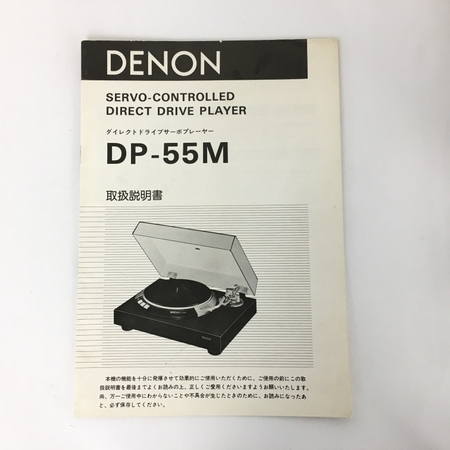 DENON
SERVO-CONTROLLED
DIRECT DRIVE PLAYER
ダイレクトドライブサーボプレーヤー
DP-55M
取扱説明書
本機の機能を十分に発揮させて効果的にご使用いただくために、ご使用の前にこの取
扱説明書を最後までよくお読みの上、正しくご愛用くださいますようお願いいたします。
尚、万一ご使用中にわからないことや不具合が生じたときのために、お読みになったあ
と、必ず保存してください。